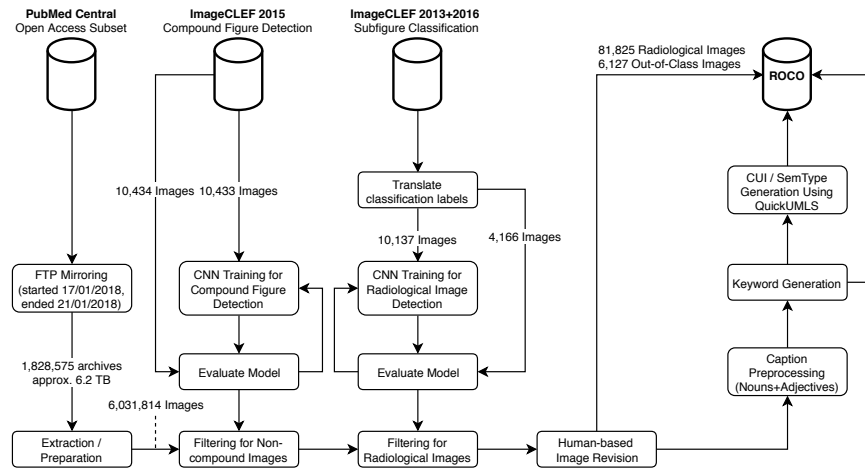 PubMed Central
Open Access Subset
ImageCLEF 2015
Compound Figure Detection
ImageCLEF 2013+2016
Subfigure Classification
81,825 Radiological Images
6,127 Out-of-Class Images
ROCO
10,434 Images
10,433 Images
Translate
classification labels
10,137 Images
4,166 Images
CUI / SemType
Generation Using
QuickUMLS
FTP Mirroring
(started 17/01/2018,
ended 21/01/2018)
CNN Training for
Compound Figure
Detection
CNN Training for
Radiological Image
Detection
Keyword Generation
1,828,575 archives
approx. 6.2 TB
Evaluate Model
Evaluate Model
Caption
Preprocessing
(Nouns+Adjectives)
6,031,814 Images
Extraction /
Preparation
Filtering for Non-
compound Images
Filtering for
Radiological Images
Human-based
Image Revision